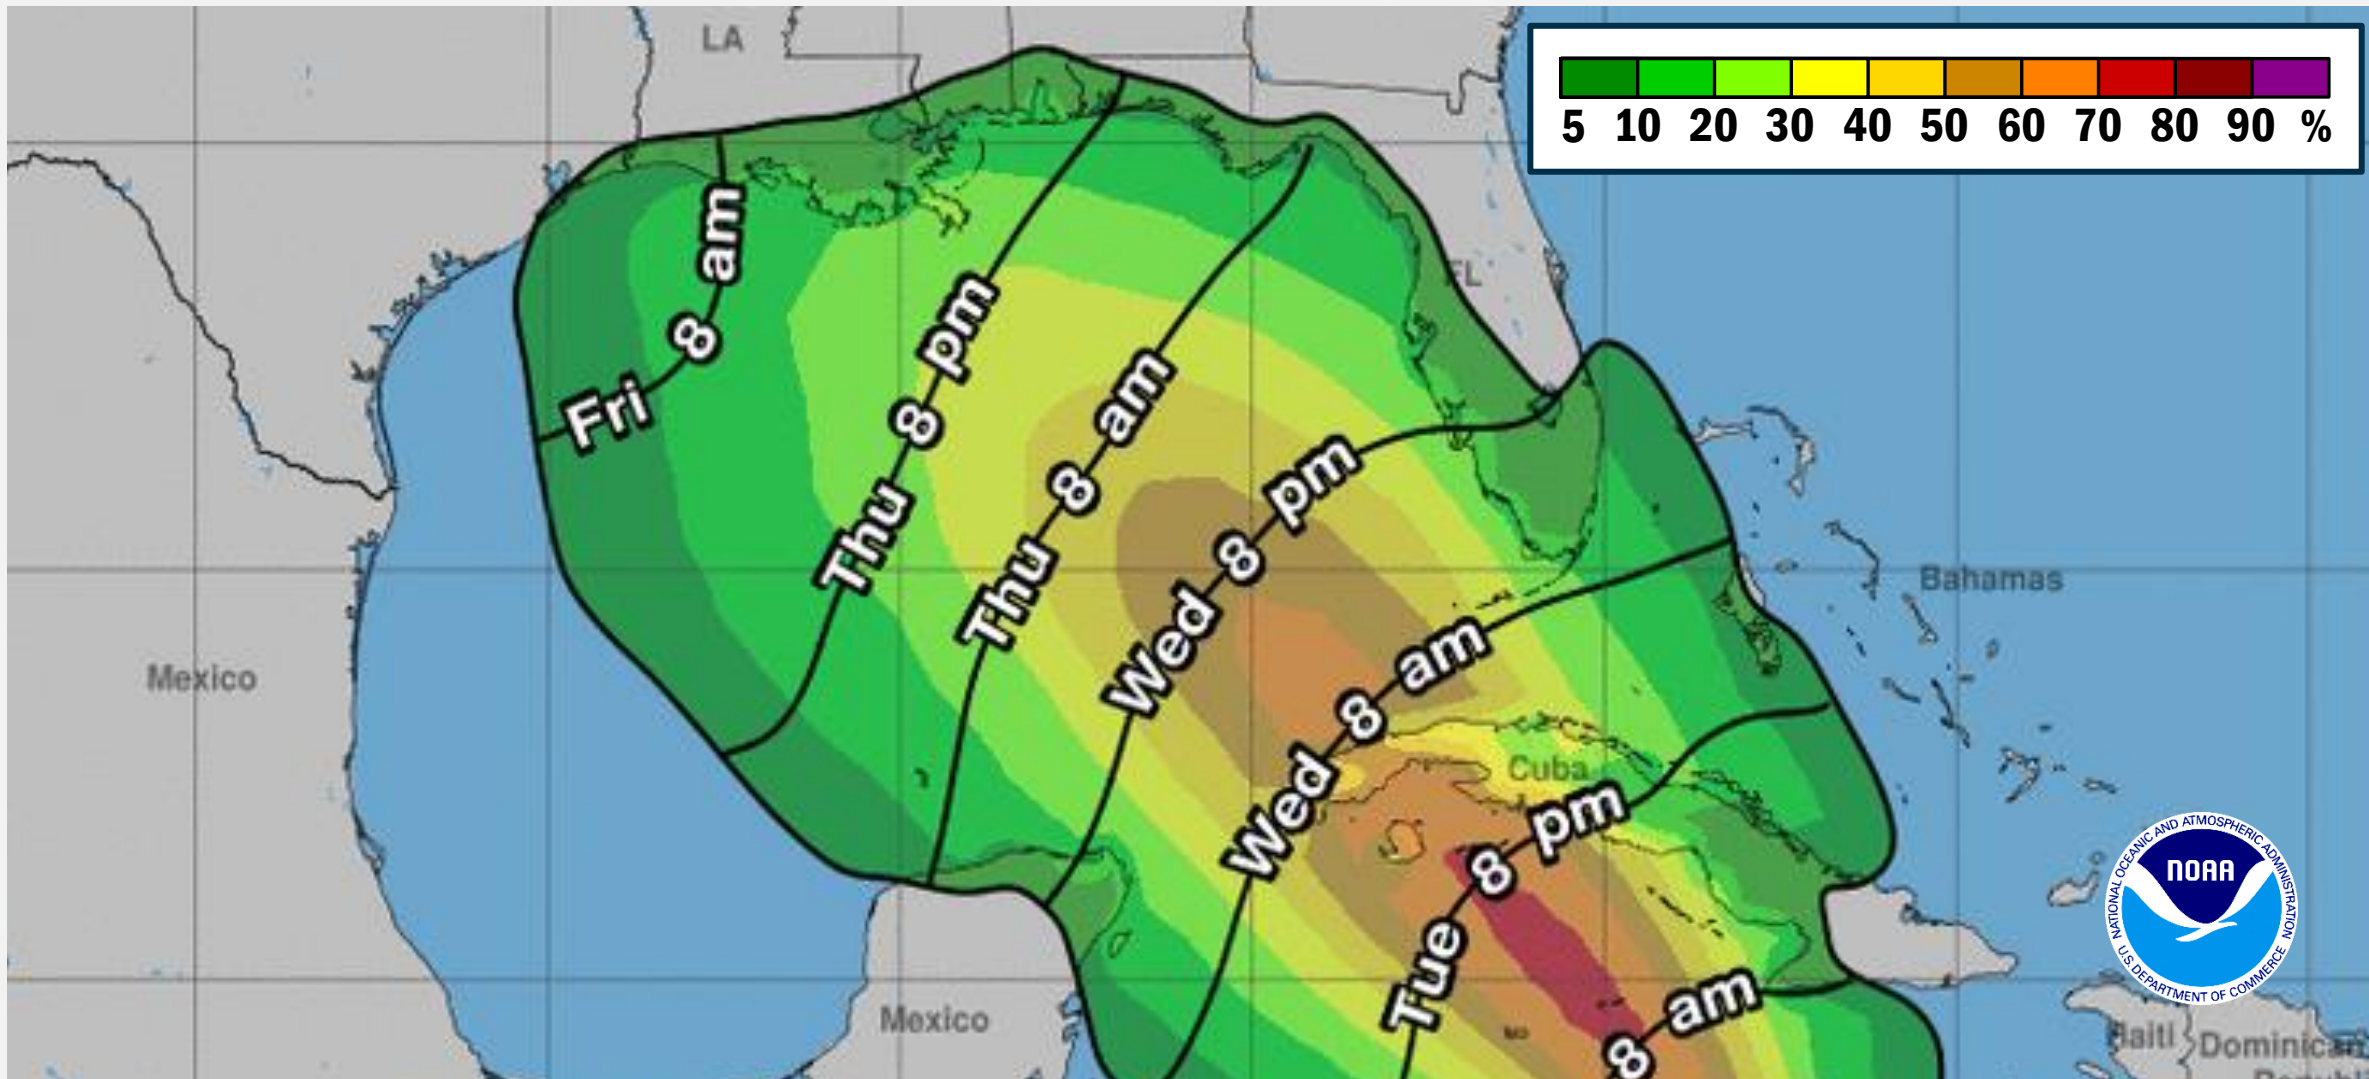 LA
5 10 20 30 40 50 60 70 80 90 %
FL
Fri 8 am
Thu 8 pm
Thu 8 am
Wed 8 pm
Wed 8 am
Tue 8 pm
8 am
Bahamas
Mexico
Cuba
Mexico
NATIONAL OCEANIC AND ATMOSPHERIC ADMINISTRATION
NOAA
U.S. DEPARTMENT OF COMMERCE
Haiti
Dominican